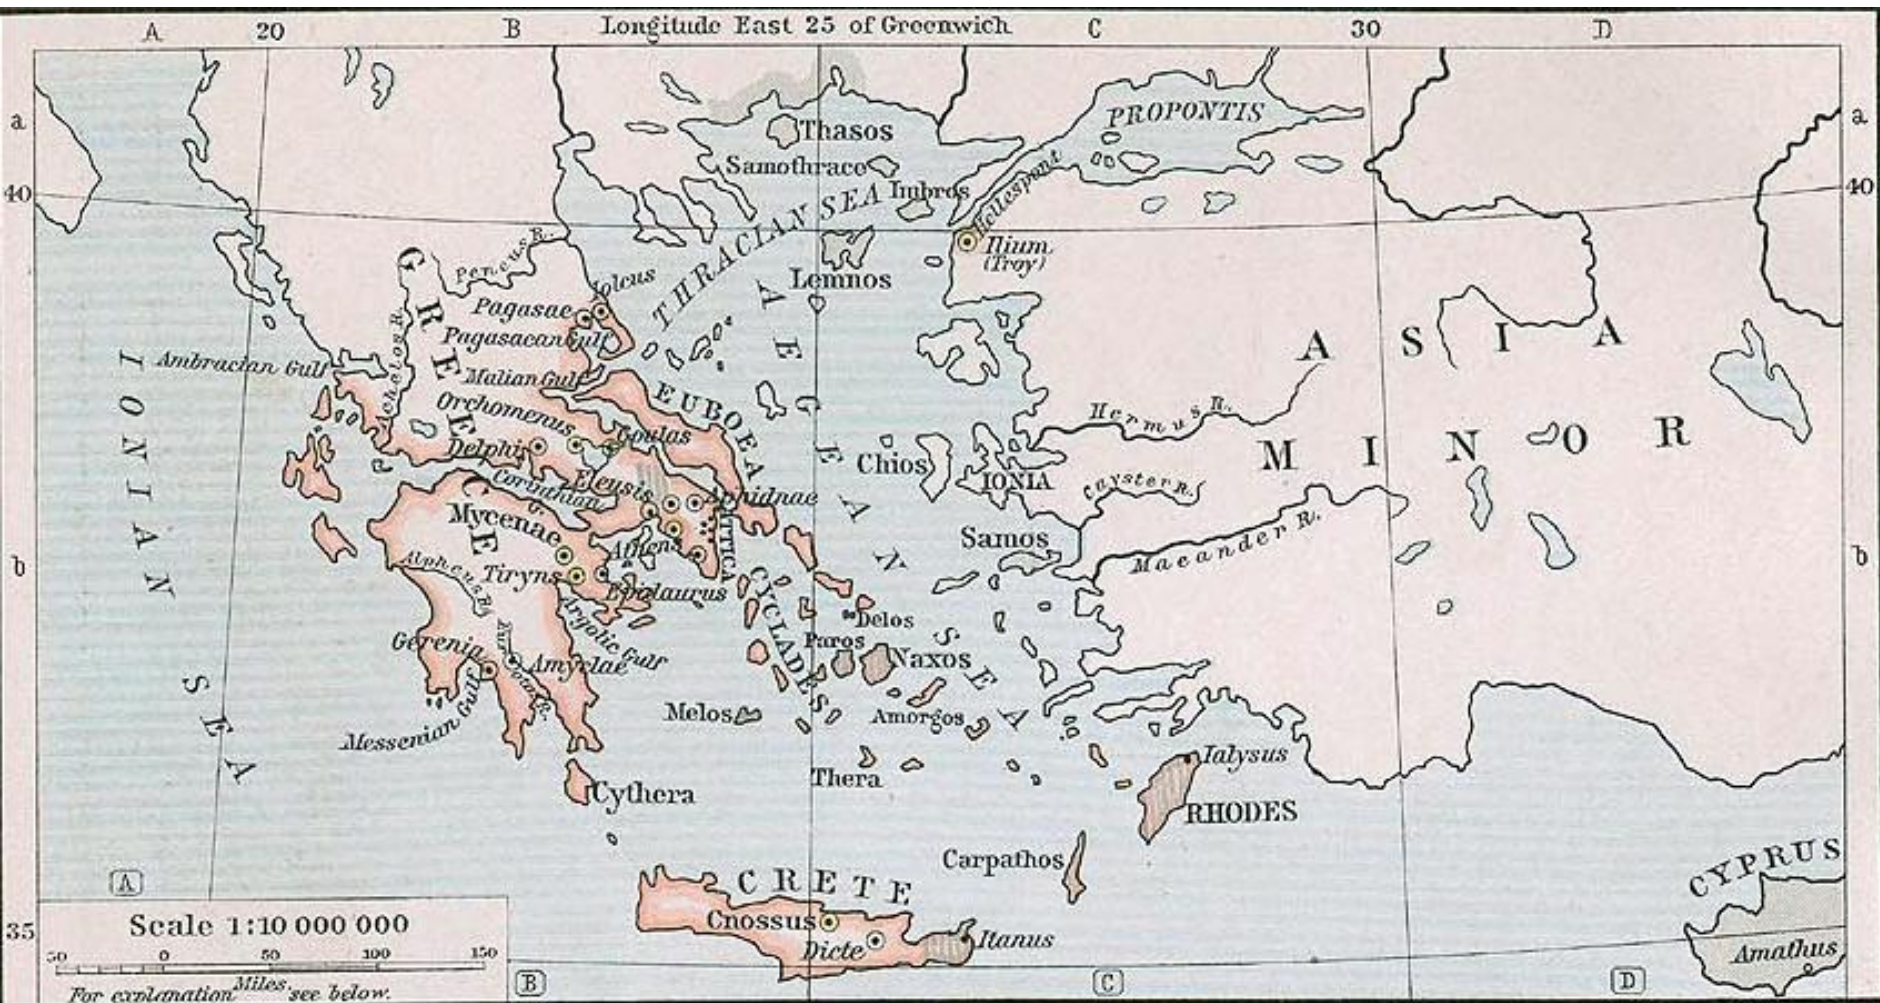 A 20 B Longitude East 25 of Greenwich C 30 D
a
a
PROPONTIS
Thasos
Samothrace
Imbros
Hellespont
40
40
THRACIAN SEA
Ilium
(Troy)
Lemnos
GREECE
Peneus R.
Iolcus
Pagasae
Pagasaean Gulf
AEGEAN SEA
ASIA
MINOR
IONIAN SEA
Ambracian Gulf
Achelos R.
Malian Gulf
EUBOEA
Orchomenus
Goulas
Delphi
Hermus R.
Chios
IONIA
Cayster R.
Eleusis
Corinthian G.
Aphidnae
Mycenae
Athens
ATTICA
Samos
Maeander R.
b
b
Alpheus R.
Tiryns
Epidaurus
CYCLADES
Delos
Argolic Gulf
Paros
Naxos
Gerenia
Amyclae
Eurotas R.
Messenian Gulf
Melos
Amorgos
Thera
Ialysus
Cythera
RHODES
Carpathos
CRETE
CYPRUS
A
Cnossus
Dicte
Itanus
Amathus
35
Scale 1:10 000 000
50 0 50 100 150
Miles
For explanation see below.
B
C
D